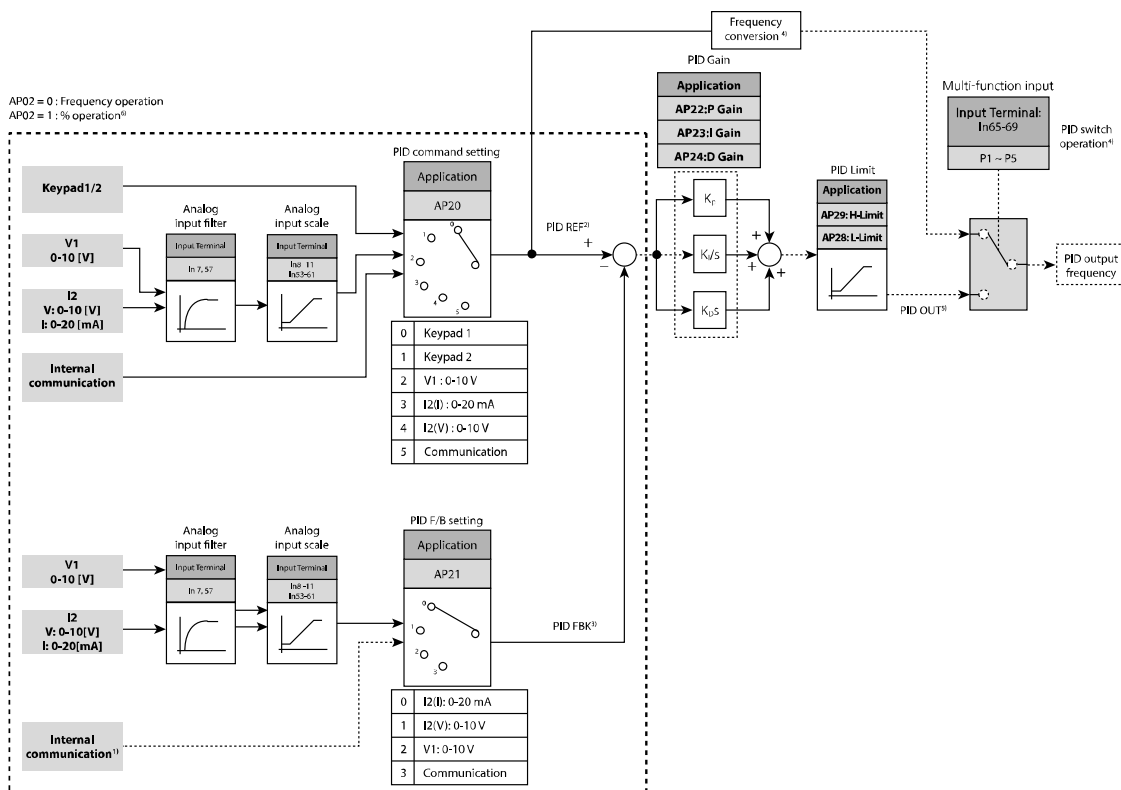 Frequency
conversion 4)
PID Gain
Application
AP22:P Gain
AP23:I Gain
AP24:D Gain
Multi-function input
Input Terminal:
In65-69
P1 ~ P5
PID switch
operation4)
AP02 = 0 : Frequency operation
AP02 = 1 : % operation6)
PID command setting
Application
AP20
0
1
2
3
4
5
Keypad1/2
Analog
input filter
Input Terminal
In 7, 57
Analog
input scale
Input Terminal
In8 -11
In53-61
V1
0-10 [V]
I2
V: 0-10 [V]
I: 0-20 [mA]
Internal
communication
0 Keypad 1
1 Keypad 2
2 V1 : 0-10 V
3 I2(I) : 0-20 mA
4 I2(V) : 0-10 V
5 Communication
PID REF2)
+
−
KP
KI/s
KDS
+
+
+
PID Limit
Application
AP29: H-Limit
AP28: L-Limit
PID OUT5)
PID output
frequency
PID F/B setting
Application
AP21
0
1
2
3
Analog
input filter
Input Terminal
In 7, 57
Analog
input scale
Input Terminal
In8 -11
In53-61
V1
0-10 [V]
I2
V: 0-10[V]
I: 0-20[mA]
Internal
communication1)
PID FBK3)
0 I2(I): 0-20 mA
1 I2(V): 0-10 V
2 V1: 0-10 V
3 Communication